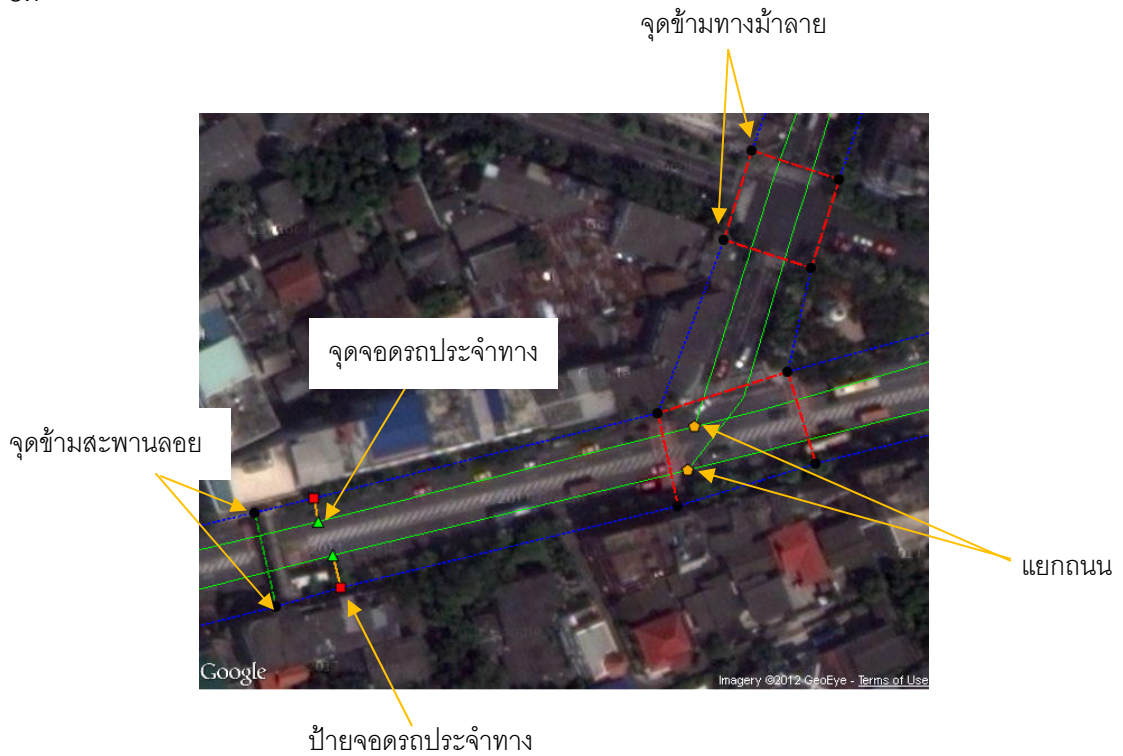 จุดข้ามทางม้าลาย
จุดจอดรถประจำทาง
จุดข้ามสะพานลอย
แยกถนน
Google
Imagery ©2012 GeoEye - Terms of Use
ป้ายจอดรถประจำทาง